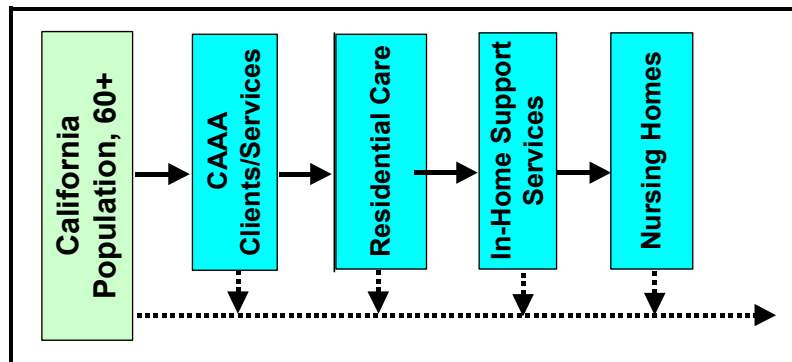 California
Population, 60+
CAAA
Clients/Services
Residential Care
In-Home Support
Services
Nursing Homes